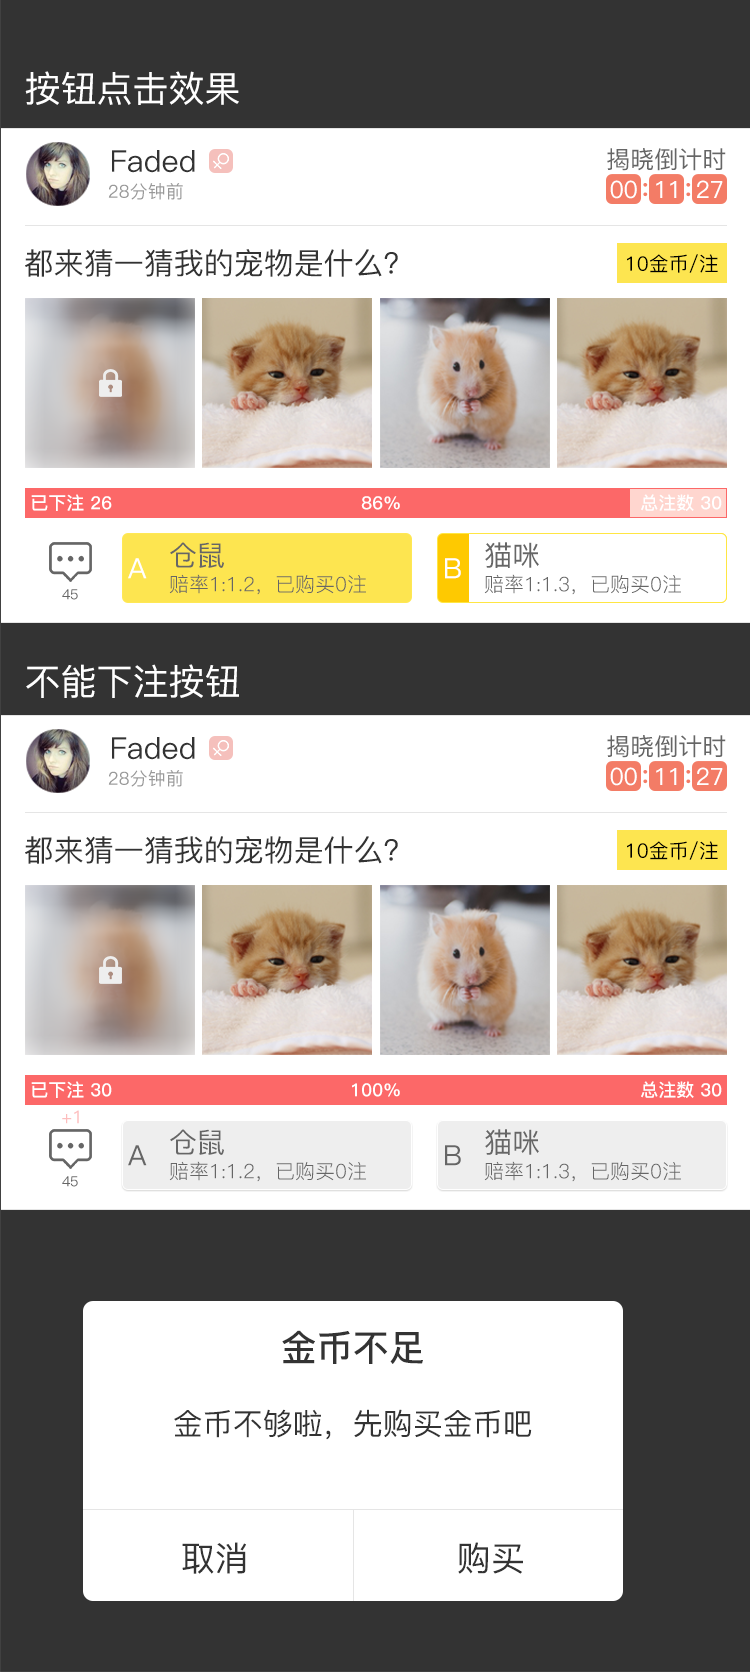 按钮点击效果
Faded
揭晓倒计时
28分钟前
00:11:27
都来猜一猜我的宠物是什么?
10金币/注
已下注 26
86%
总注数 30
A
仓鼠
赔率1:1.2，已购买0注
B
猫咪
赔率1:1.3，已购买0注
45
不能下注按钮
Faded
揭晓倒计时
28分钟前
00:11:27
都来猜一猜我的宠物是什么?
10金币/注
已下注 30
100%
总注数 30
+1
A
仓鼠
赔率1:1.2，已购买0注
B
猫咪
赔率1:1.3，已购买0注
45
金币不足
金币不够啦，先购买金币吧
取消
购买